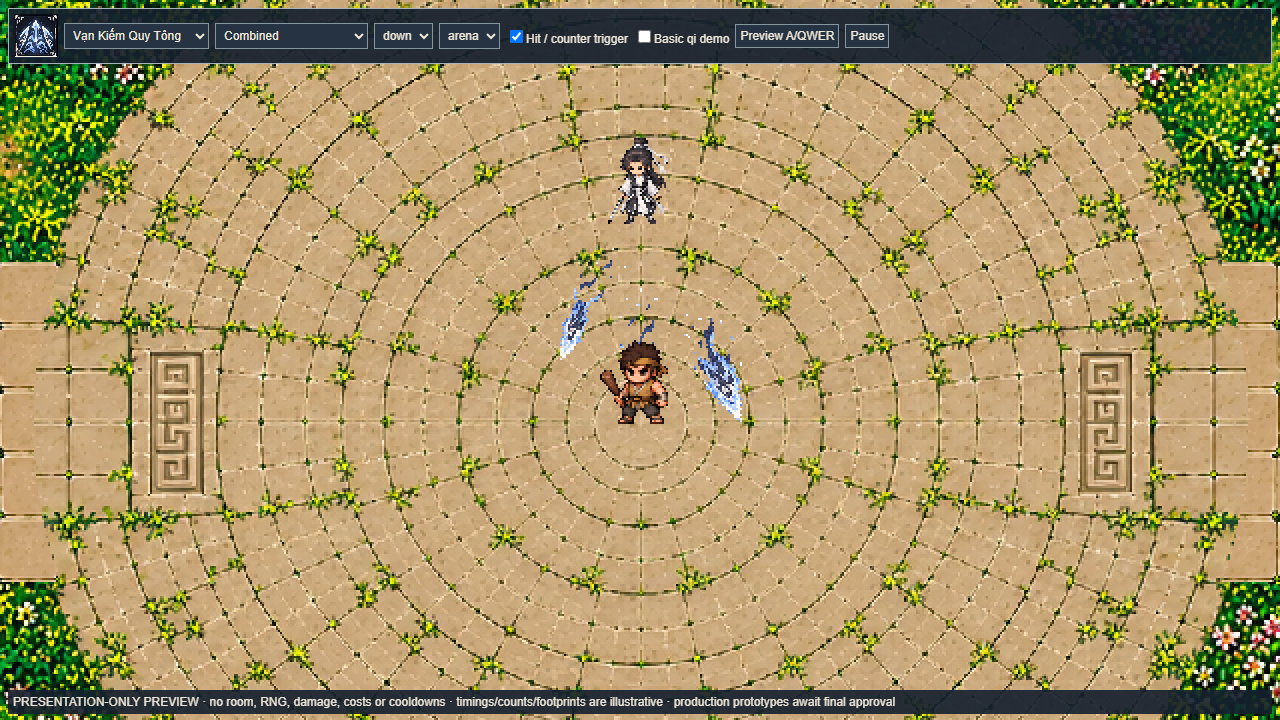 Vạn Kiếm Quy Tông Combined down arena Hit / counter trigger Basic qi demo Preview A/QWER Pause
PRESENTATION-ONLY PREVIEW · no room, RNG, damage, costs or cooldowns · timings/counts/footprints are illustrative · production prototypes await final approval